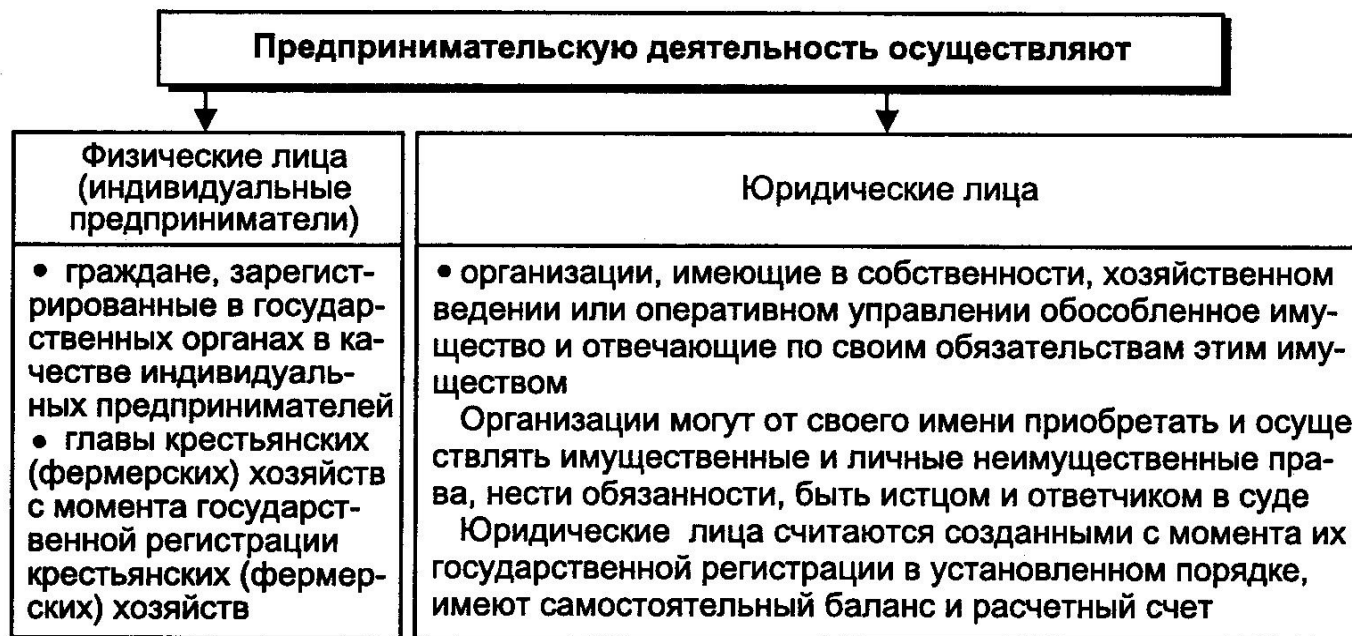 Предпринимательскую деятельность осуществляют
Физические лица
(индивидуальные
предприниматели)
• граждане, зарегист-
рированные в государ-
ственных органах в ка-
честве индивидуаль-
ных предпринимателей
• главы крестьянских
(фермерских) хозяйств
с момента государст-
венной регистрации
крестьянских (фермер-
ских) хозяйств
Юридические лица
• организации, имеющие в собственности, хозяйственном
ведении или оперативном управлении обособленное иму-
щество и отвечающие по своим обязательствам этим иму-
ществом
Организации могут от своего имени приобретать и осуще
ствлять имущественные и личные неимущественные пра-
ва, нести обязанности, быть истцом и ответчиком в суде
Юридические лица считаются созданными с момента их
государственной регистрации в установленном порядке,
имеют самостоятельный баланс и расчетный счет